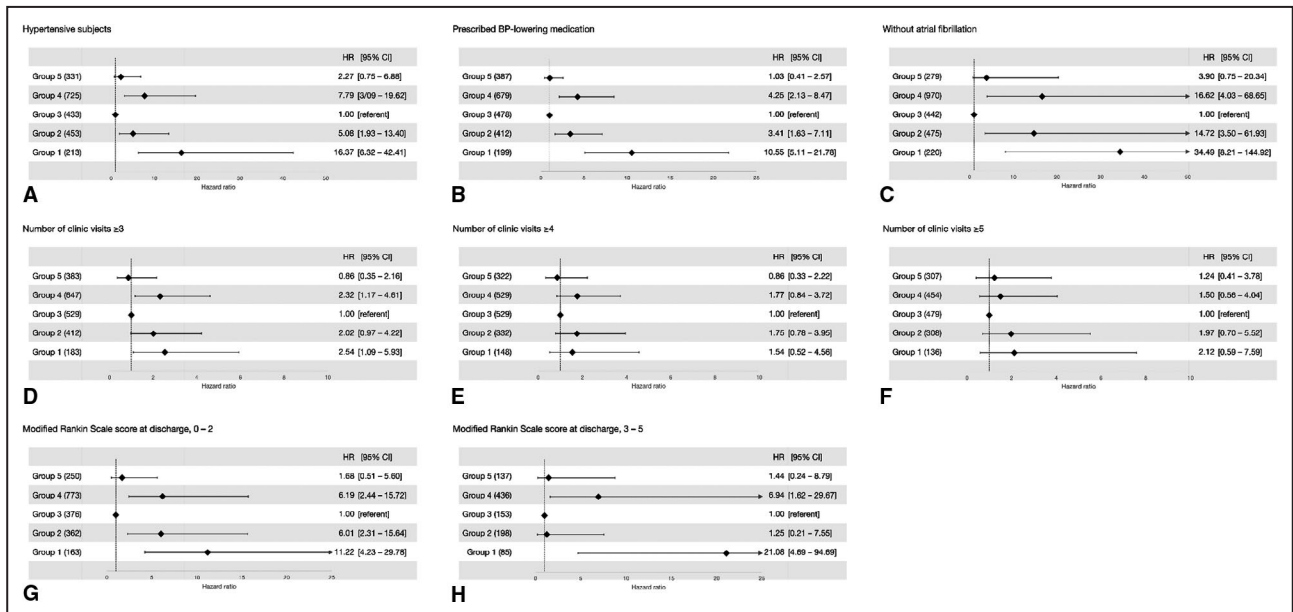 Hypertensive subjects
HR [95% CI]
Group 5 (331) 2.27 [0.75 – 6.88]
Group 4 (725) 7.79 [3/09 – 19.62]
Group 3 (433) 1.00 [referent]
Group 2 (453) 5.08 [1.93 – 13.40]
Group 1 (213) 16.37 [6.32 – 42.41]
0 10 20 30 40 50
Hazard ratio
A
Prescribed BP-lowering medication
HR [95% CI]
Group 5 (387) 1.03 [0.41 – 2.57]
Group 4 (679) 4.25 [2.13 – 8.47]
Group 3 (478) 1.00 [referent]
Group 2 (412) 3.41 [1.63 – 7.11]
Group 1 (199) 10.55 [5.11 – 21.78]
0 5 10 15 20 25
Hazard ratio
B
Without atrial fibrillation
HR [95% CI]
Group 5 (279) 3.90 [0.75 – 20.34]
Group 4 (970) 16.62 [4.03 – 68.65]
Group 3 (442) 1.00 [referent]
Group 2 (475) 14.72 [3.50 – 61.93]
Group 1 (220) 34.49 [8.21 – 144.92]
0 10 20 30 40 50
Hazard ratio
C
Number of clinic visits ≥3
HR [95% CI]
Group 5 (383) 0.86 [0.35 – 2.16]
Group 4 (647) 2.32 [1.17 – 4.61]
Group 3 (529) 1.00 [referent]
Group 2 (412) 2.02 [0.97 – 4.22]
Group 1 (183) 2.54 [1.09 – 5.93]
0 2 4 6 8 10
Hazard ratio
D
Number of clinic visits ≥4
HR [95% CI]
Group 5 (322) 0.86 [0.33 – 2.22]
Group 4 (529) 1.77 [0.84 – 3.72]
Group 3 (529) 1.00 [referent]
Group 2 (332) 1.75 [0.78 – 3.95]
Group 1 (148) 1.54 [0.52 – 4.56]
0 2 4 6 8 10
Hazard ratio
E
Number of clinic visits ≥5
HR [95% CI]
Group 5 (307) 1.24 [0.41 – 3.78]
Group 4 (454) 1.50 [0.56 – 4.04]
Group 3 (479) 1.00 [referent]
Group 2 (308) 1.97 [0.70 – 5.52]
Group 1 (136) 2.12 [0.59 – 7.59]
0 2 4 6 8 10
Hazard ratio
F
Modified Rankin Scale score at discharge, 0 – 2
HR [95% CI]
Group 5 (250) 1.68 [0.51 – 5.60]
Group 4 (773) 6.19 [2.44 – 15.72]
Group 3 (376) 1.00 [referent]
Group 2 (362) 6.01 [2.31 – 15.64]
Group 1 (163) 11.22 [4.23 – 29.78]
0 5 10 15 20 25
Hazard ratio
G
Modified Rankin Scale score at discharge, 3 – 5
HR [95% CI]
Group 5 (137) 1.44 [0.24 – 8.79]
Group 4 (436) 6.94 [1.62 – 29.67]
Group 3 (153) 1.00 [referent]
Group 2 (198) 1.25 [0.21 – 7.55]
Group 1 (85) 21.08 [4.69 – 94.69]
0 5 10 15 20 25
Hazard ratio
H